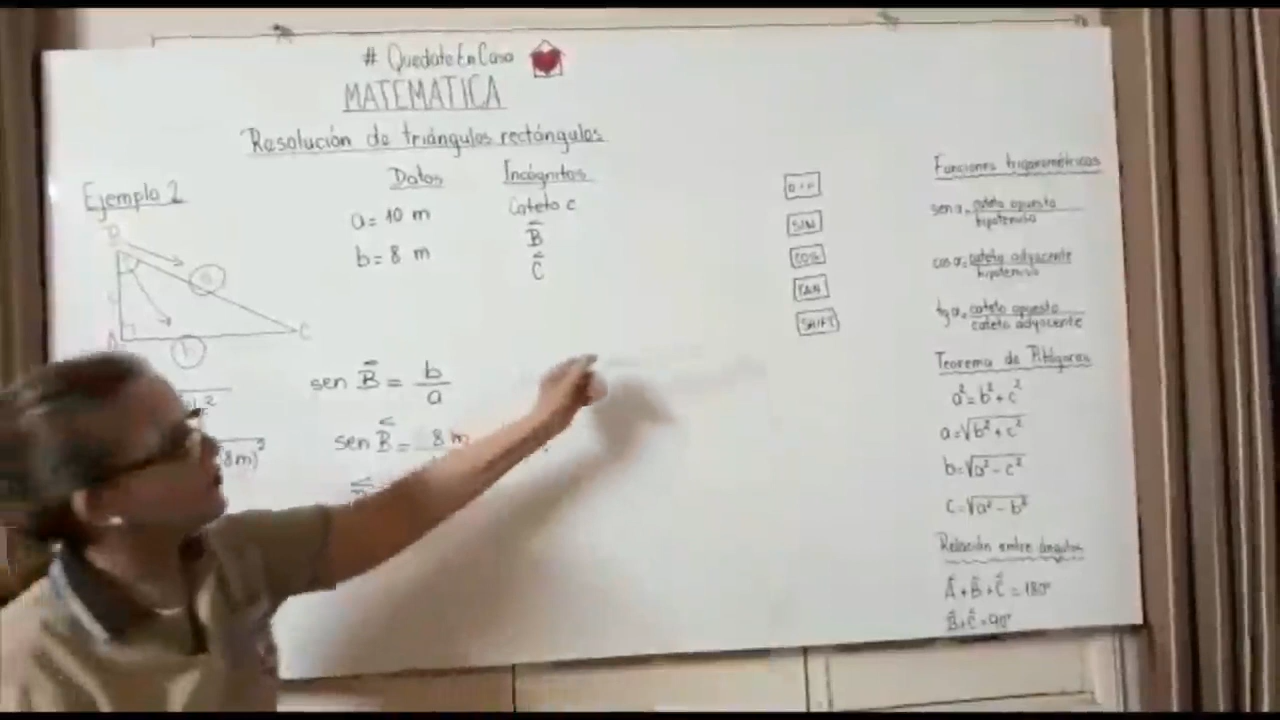 # QuedateEnCasa
MATEMATICA
Resolución de triángulos rectángulos
Ejemplo 2
Datos
a = 10 m
b = 8 m
Incógnitas
Cateto c
B̂
Ĉ
B
a
C
b
A
sen B̂ = b/a
sen B̂ = 8 m
8m)²
SIN
COS
TAN
SHIFT
Funciones trigonométricas
sen α = cateto opuesto/hipotenusa
cos α = cateto adyacente/hipotenusa
tg α = cateto opuesto/cateto adyacente
Teorema de Pitágoras
a² = b² + c²
a = √b² + c²
b = √a² - c²
c = √a² - b²
Relación entre ángulos
Â + B̂ + Ĉ = 180°
B̂ + Ĉ = 90°